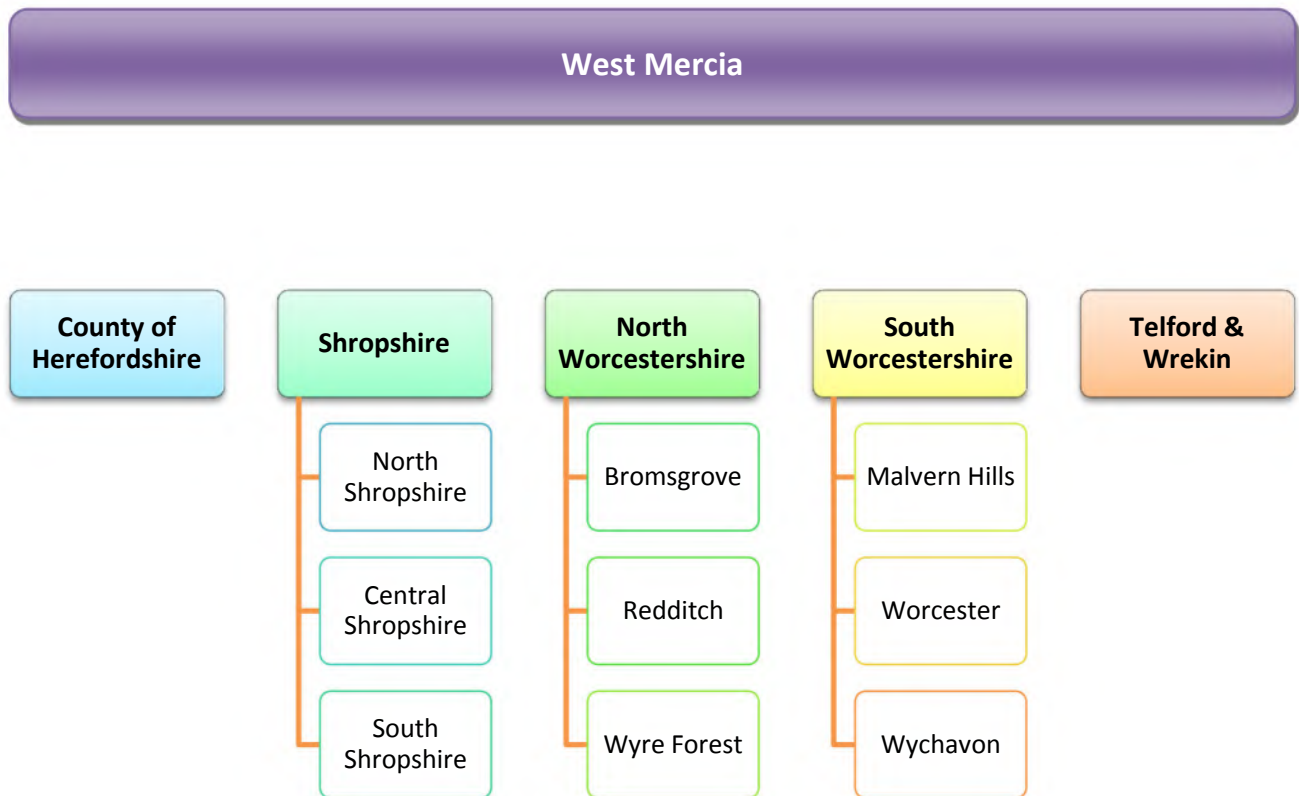 West Mercia
County of
Herefordshire
Shropshire
North
Shropshire
Central
Shropshire
South
Shropshire
North
Worcestershire
Bromsgrove
Redditch
Wyre Forest
South
Worcestershire
Malvern Hills
Worcester
Wychavon
Telford &
Wrekin